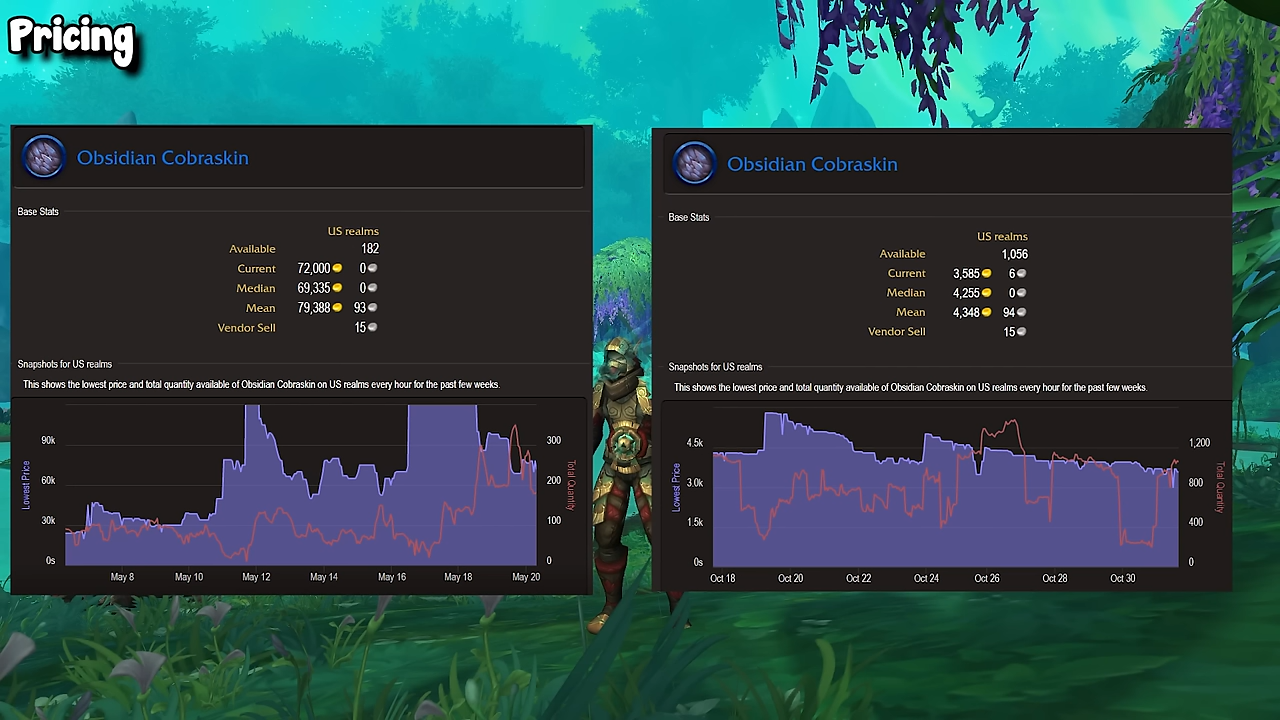 Pricing
Obsidian Cobraskin
Base Stats
US realms
Available 182
Current 72,000 0
Median 69,335 0
Mean 79,388 93
Vendor Sell 15
Snapshots for US realms
This shows the lowest price and total quantity available of Obsidian Cobraskin on US realms every hour for the past few weeks.
90k
60k
30k
0s
Lowest Price
300
200
100
0
Total Quantity
May 8 May 10 May 12 May 14 May 16 May 18 May 20
Obsidian Cobraskin
Base Stats
US realms
Available 1,056
Current 3,585 6
Median 4,255 0
Mean 4,348 94
Vendor Sell 15
Snapshots for US realms
This shows the lowest price and total quantity available of Obsidian Cobraskin on US realms every hour for the past few weeks.
4.5k
3.0k
1.5k
0s
Lowest Price
1,200
800
400
0
Total Quantity
Oct 18 Oct 20 Oct 22 Oct 24 Oct 26 Oct 28 Oct 30